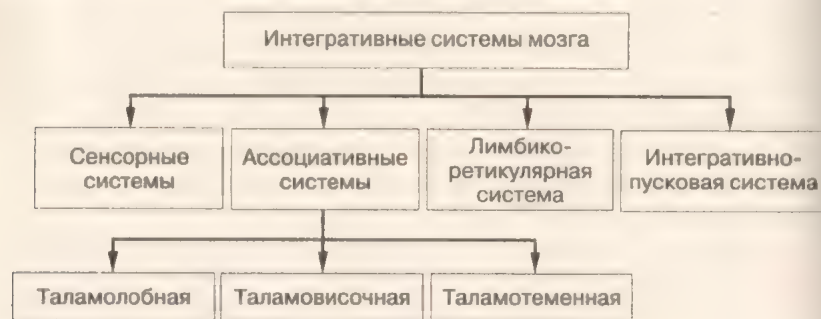 Интегративные системы мозга
Сенсорные
системы
Ассоциативные
системы
Лимбико-
ретикулярная
система
Интегративно-
пусковая система
Таламолобная
Таламовисочная
Таламотеменная